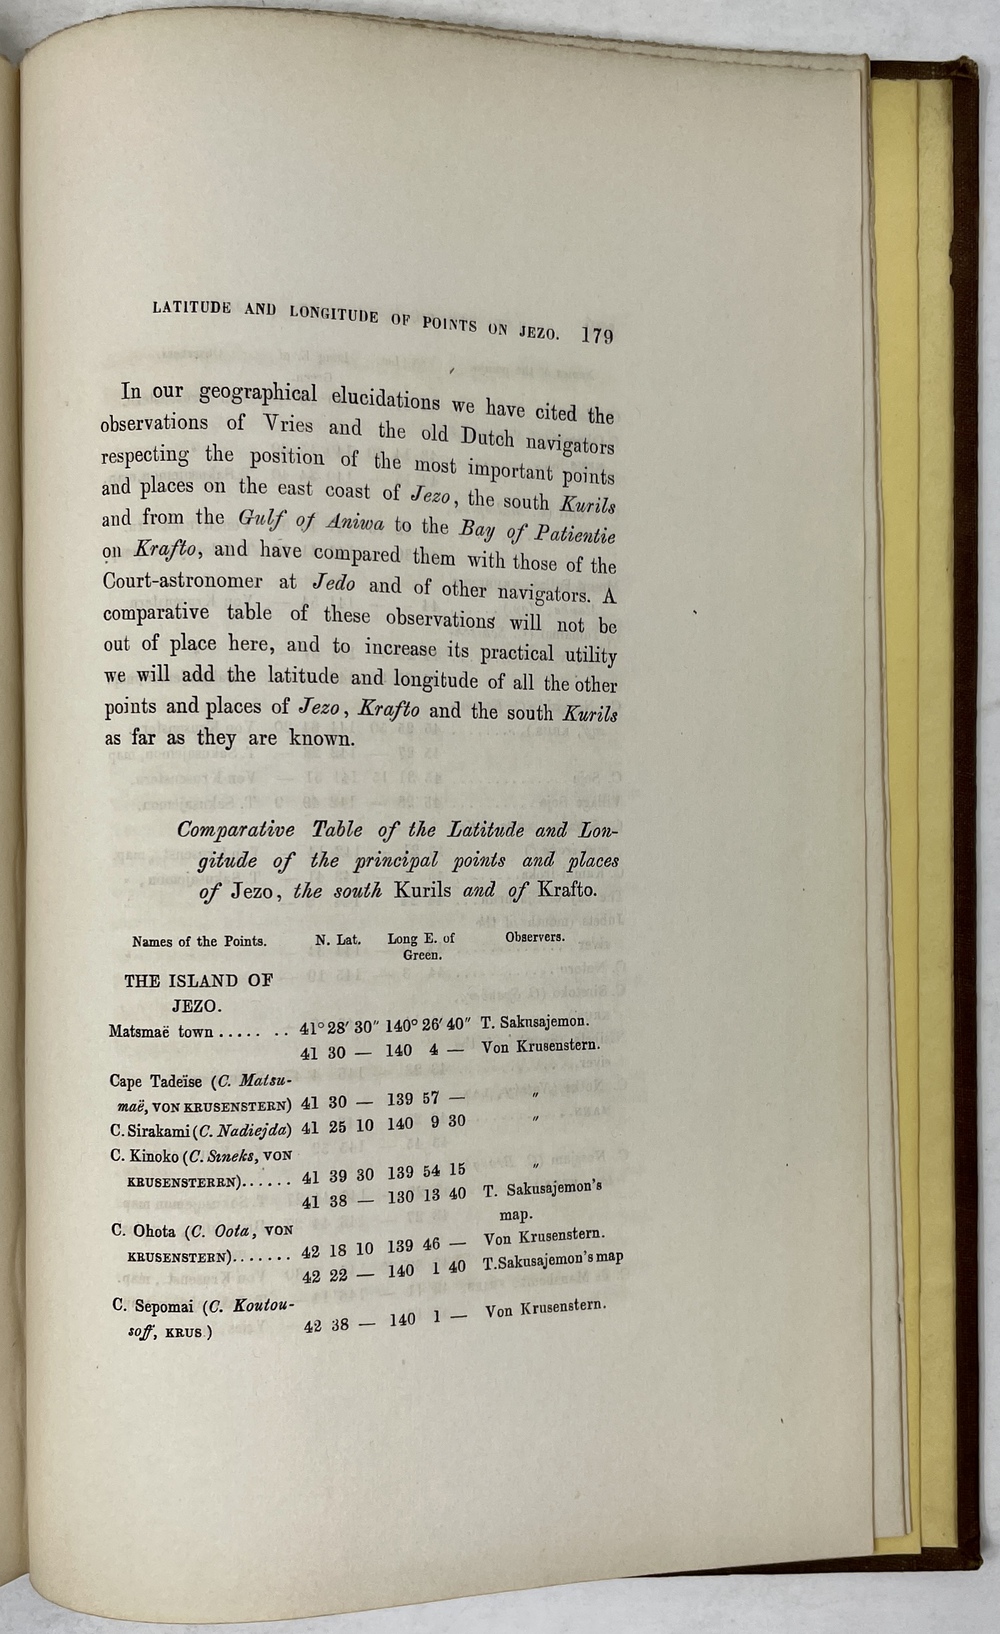 LATITUDE AND LONGITUDE OF POINTS ON JEZO. 179
In our geographical elucidations we have cited the
observations of Vries and the old Dutch navigators
respecting the position of the most important points
and places on the east coast of Jezo, the south Kurils
and from the Gulf of Aniwa to the Bay of Patientie
on Krafto, and have compared them with those of the
Court-astronomer at Jedo and of other navigators. A
comparative table of these observations will not be
out of place here, and to increase its practical utility
we will add the latitude and longitude of all the other
points and places of Jezo, Krafto and the south Kurils
as far as they are known.
Comparative Table of the Latitude and Lon-
gitude of the principal points and places
of Jezo, the south Kurils and of Krafto.
Names of the Points. N. Lat. Long E. of Observers.
Green.
THE ISLAND OF
JEZO.
Matsmaë town ..... .. 41° 28′ 30″ 140° 26′ 40″ T. Sakusajemon.
41 30 — 140 4 — Von Krusenstern.
Cape Tadeïse (C. Matsu-
maë, VON KRUSENSTERN) 41 30 — 139 57 — ″
C. Sirakami (C. Nadiejda) 41 25 10 140 9 30 ″
C. Kinoko (C. Sineks, VON
KRUSENSTERRN)...... 41 39 30 139 54 15 ″
41 38 — 130 13 40 T. Sakusajemon's
map.
C. Ohota (C. Oota, VON
KRUSENSTERN)....... 42 18 10 139 46 — Von Krusenstern.
42 22 — 140 1 40 T. Sakusajemon's map
C. Sepomai (C. Koutou-
soff, KRUS.) 42 38 — 140 1 — Von Krusenstern.